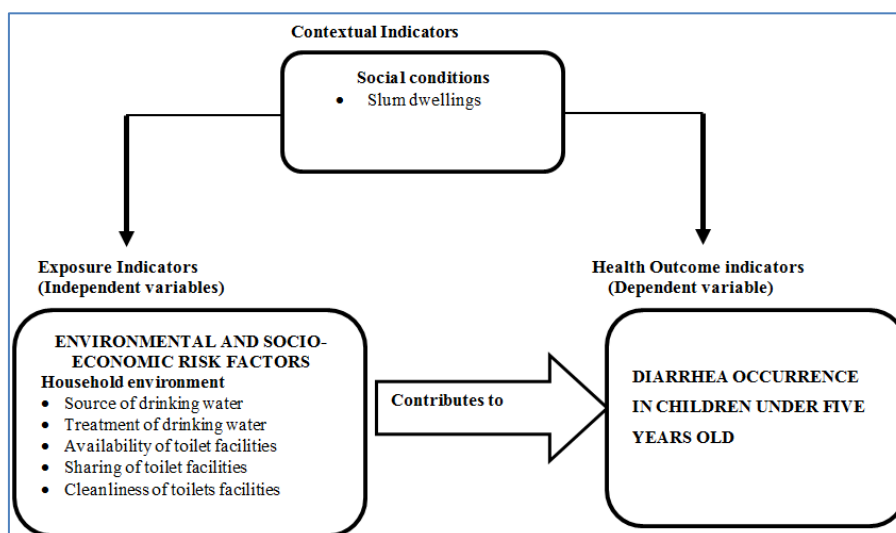 Contextual Indicators
Social conditions
• Slum dwellings
Exposure Indicators
(Independent variables)
Health Outcome indicators
(Dependent variable)
ENVIRONMENTAL AND SOCIO-
ECONOMIC RISK FACTORS
Household environment
• Source of drinking water
• Treatment of drinking water
• Availability of toilet facilities
• Sharing of toilet facilities
• Cleanliness of toilets facilities
Contributes to
DIARRHEA OCCURRENCE
IN CHILDREN UNDER FIVE
YEARS OLD